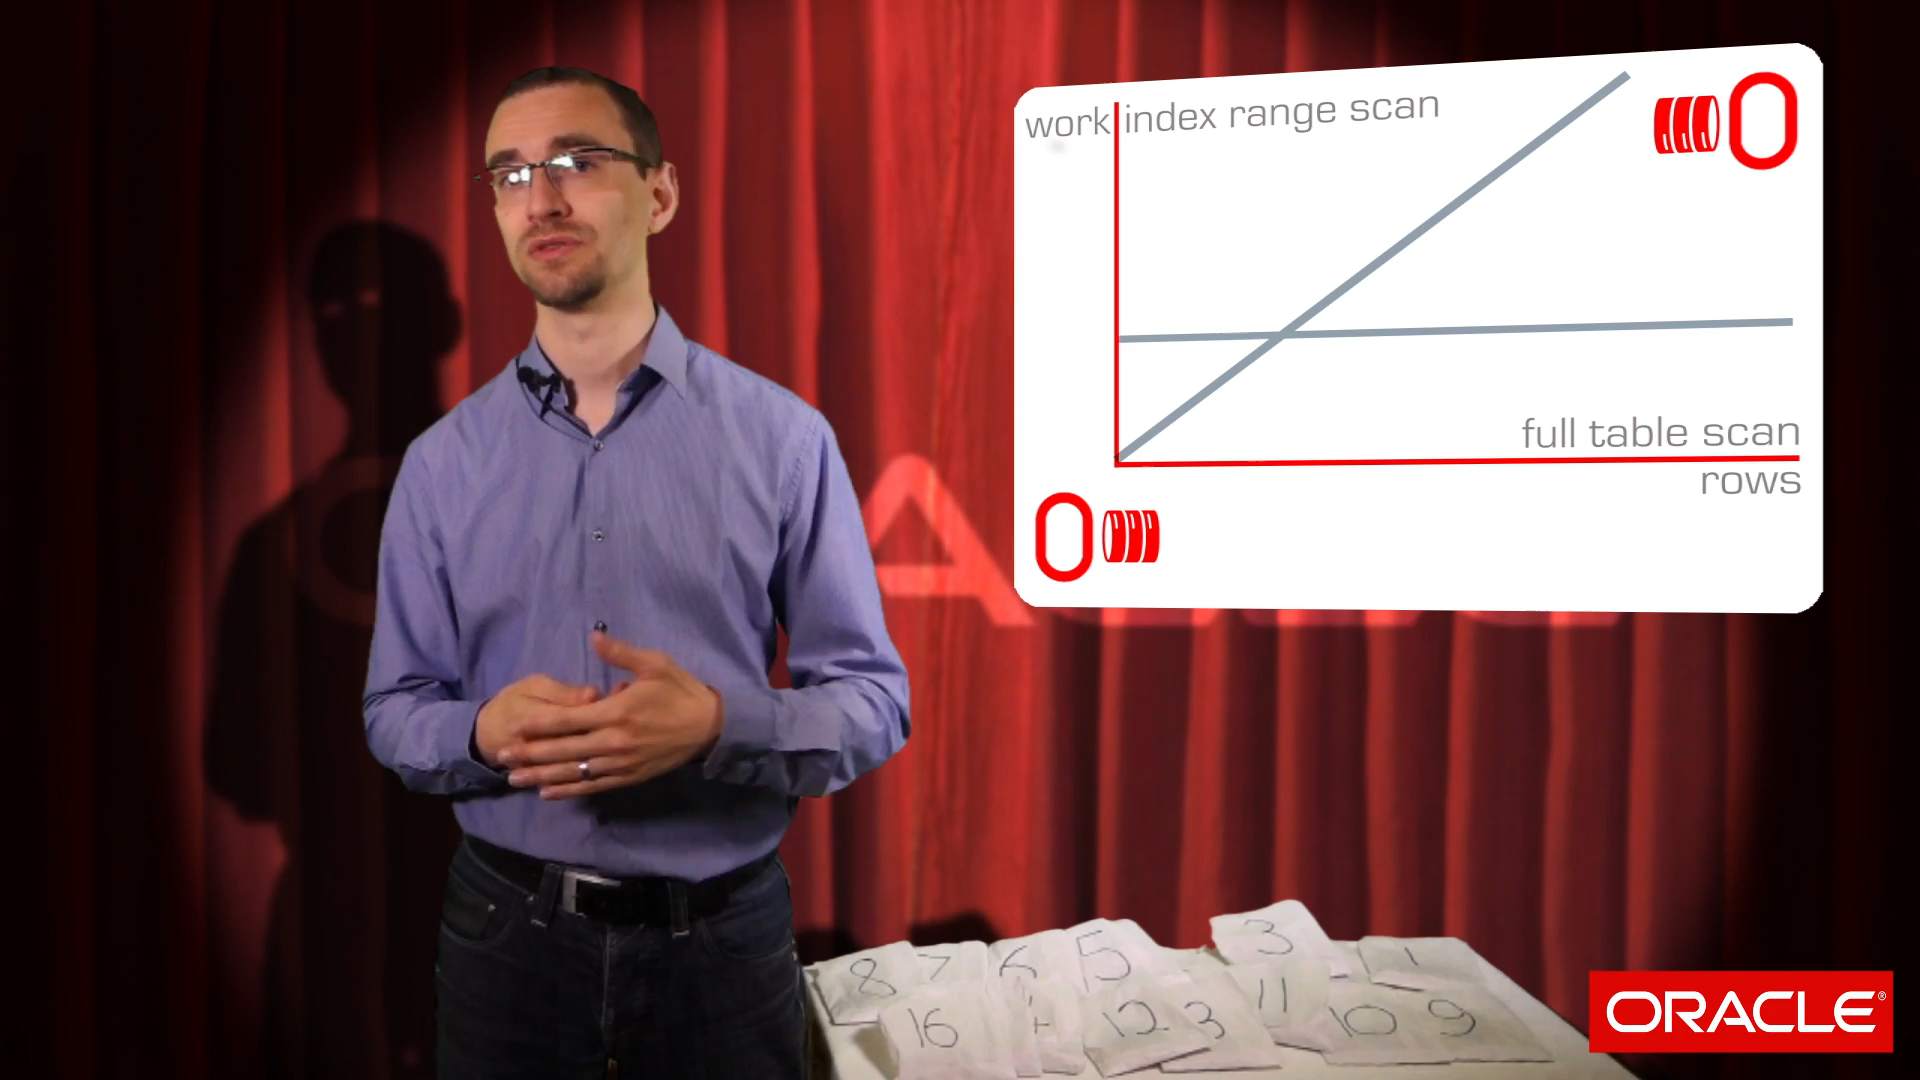 work index range scan
full table scan
rows
8 7 6 5 3 1
16 12 3 11 10 9
ORACLE®